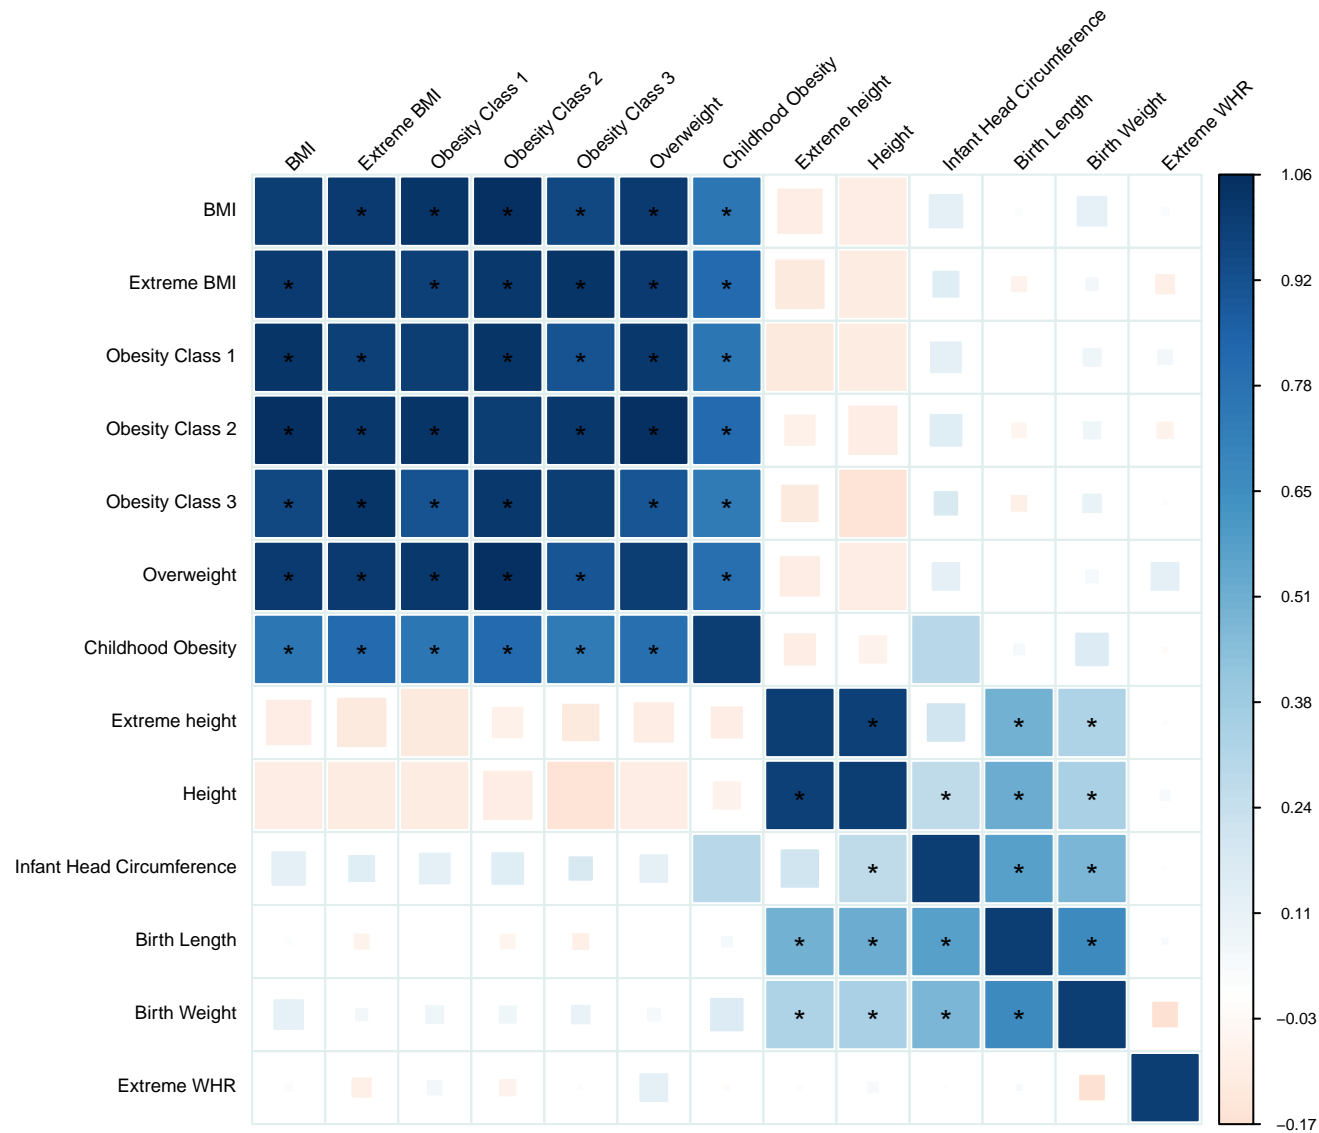 BMI
Extreme BMI
Obesity Class 1
Obesity Class 2
Obesity Class 3
Overweight
Childhood Obesity
Extreme height
Height
Infant Head Circumference
Birth Length
Birth Weight
Extreme WHR
BMI * * * * * *
Extreme BMI * * * * * *
Obesity Class 1 * * * * * *
Obesity Class 2 * * * * * *
Obesity Class 3 * * * * * *
Overweight * * * * * *
Childhood Obesity * * * * * *
Extreme height * * *
Height * * * *
Infant Head Circumference * * *
Birth Length * * * *
Birth Weight * * * *
Extreme WHR
1.06
0.92
0.78
0.65
0.51
0.38
0.24
0.11
−0.03
−0.17